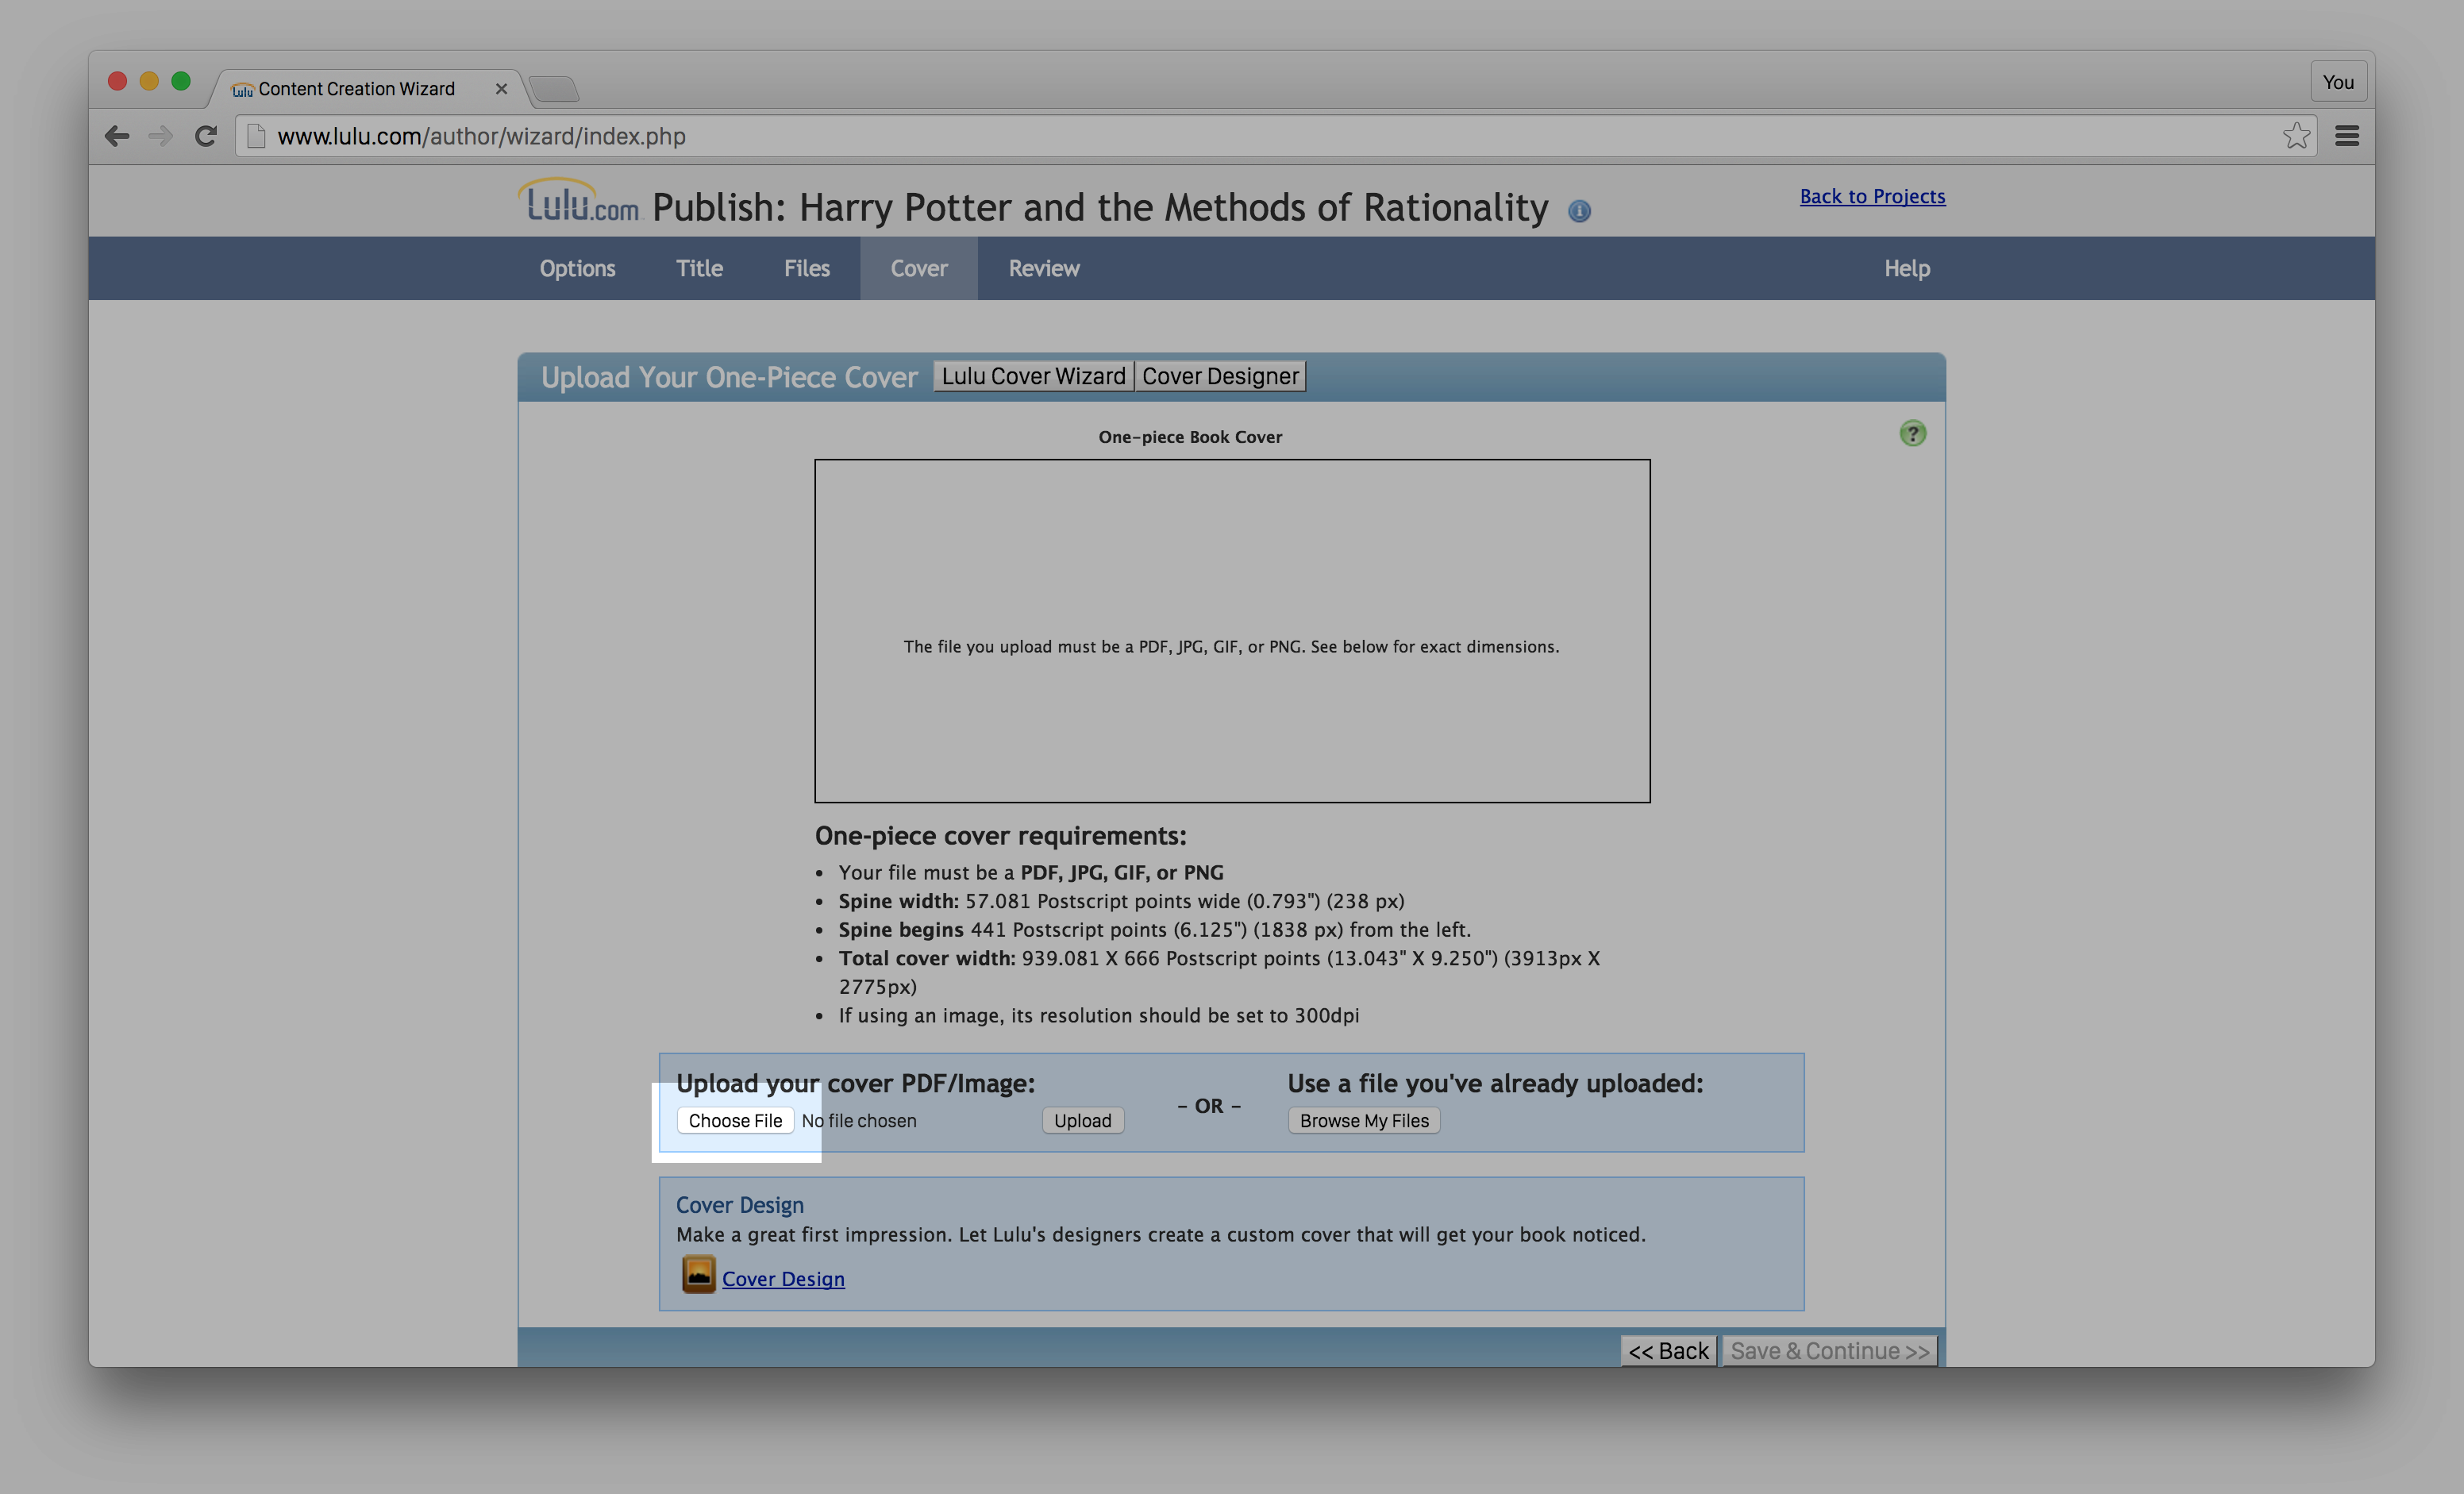 lulu Content Creation Wizard
You
www.lulu.com/author/wizard/index.php
Lulu.com Publish: Harry Potter and the Methods of Rationality
Back to Projects
Options Title Files Cover Review Help
Upload Your One-Piece Cover Lulu Cover Wizard Cover Designer
One-piece Book Cover
?
The file you upload must be a PDF, JPG, GIF, or PNG. See below for exact dimensions.
One-piece cover requirements:
• Your file must be a PDF, JPG, GIF, or PNG
• Spine width: 57.081 Postscript points wide (0.793") (238 px)
• Spine begins 441 Postscript points (6.125") (1838 px) from the left.
• Total cover width: 939.081 X 666 Postscript points (13.043" X 9.250") (3913px X
2775px)
• If using an image, its resolution should be set to 300dpi
Upload your cover PDF/Image:
Choose File No file chosen Upload
- OR -
Use a file you've already uploaded:
Browse My Files
Cover Design
Make a great first impression. Let Lulu's designers create a custom cover that will get your book noticed.
Cover Design
<< Back Save & Continue >>